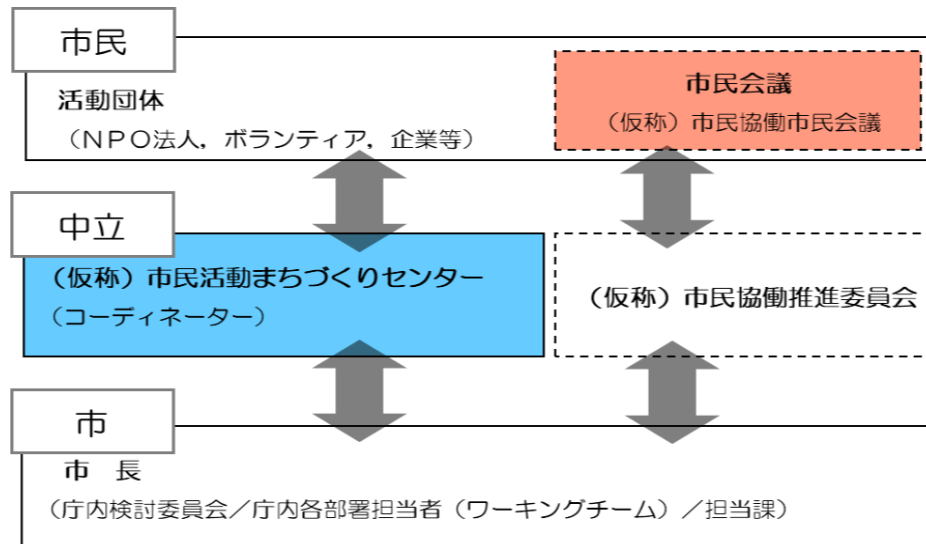 市民
活動団体
（ＮＰＯ法人，ボランティア，企業等）
市民会議
（仮称）市民協働市民会議
中立
（仮称）市民活動まちづくりセンター
（コーディネーター）
（仮称）市民協働推進委員会
市
市　長
（庁内検討委員会／庁内各部署担当者（ワーキングチーム）／担当課）